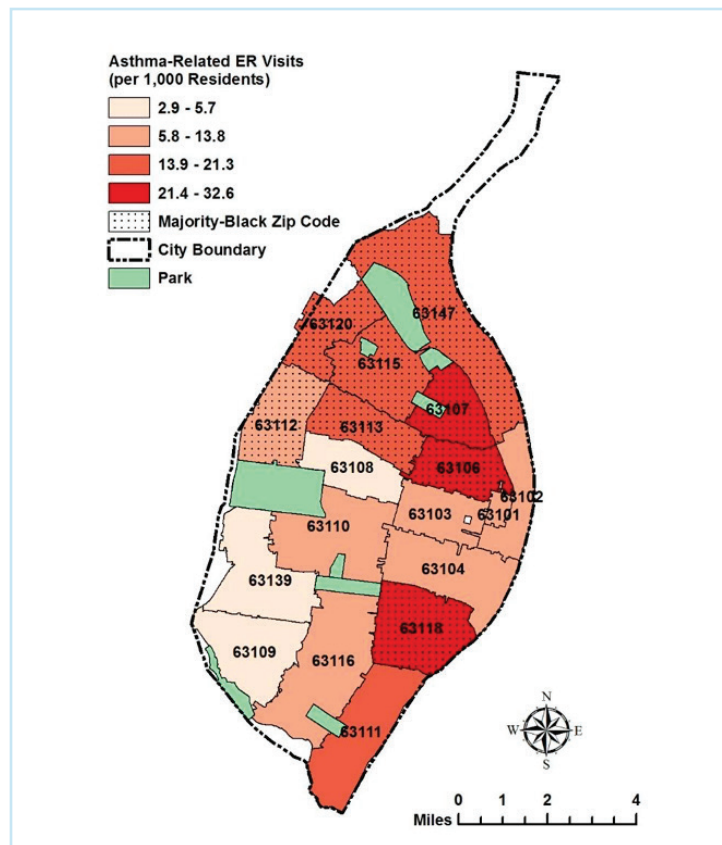 Asthma-Related ER Visits
(per 1,000 Residents)
2.9 - 5.7
5.8 - 13.8
13.9 - 21.3
21.4 - 32.6
Majority-Black Zip Code
City Boundary
Park
63147
63120
63115
63107
63112
63113
63108
63106
63102
63103
63101
63110
63104
63139
63118
63109
63116
63111
N
W
E
S
0 1 2 4
Miles